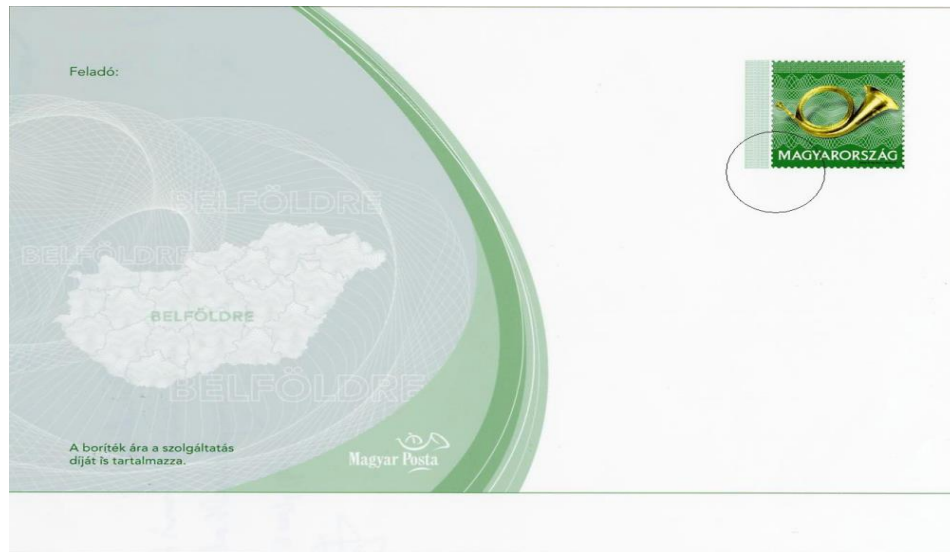 Feladó:
MAGYARORSZÁG
BELFÖLDRE
BELFÖLDRE
BELFÖLDRE
BELFÖLDRE
A boríték ára a szolgáltatás
díját is tartalmazza.
Magyar Posta